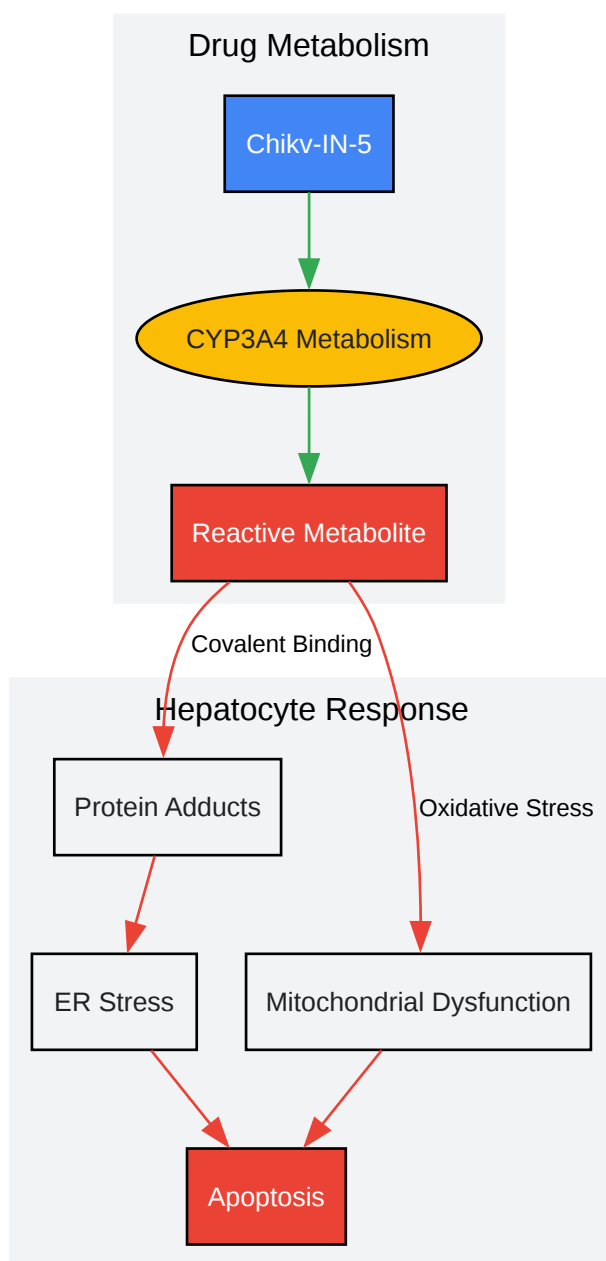 Drug Metabolism
Chikv-IN-5
CYP3A4 Metabolism
Reactive Metabolite
Covalent Binding
Hepatocyte Response
Protein Adducts
Oxidative Stress
ER Stress
Mitochondrial Dysfunction
Apoptosis